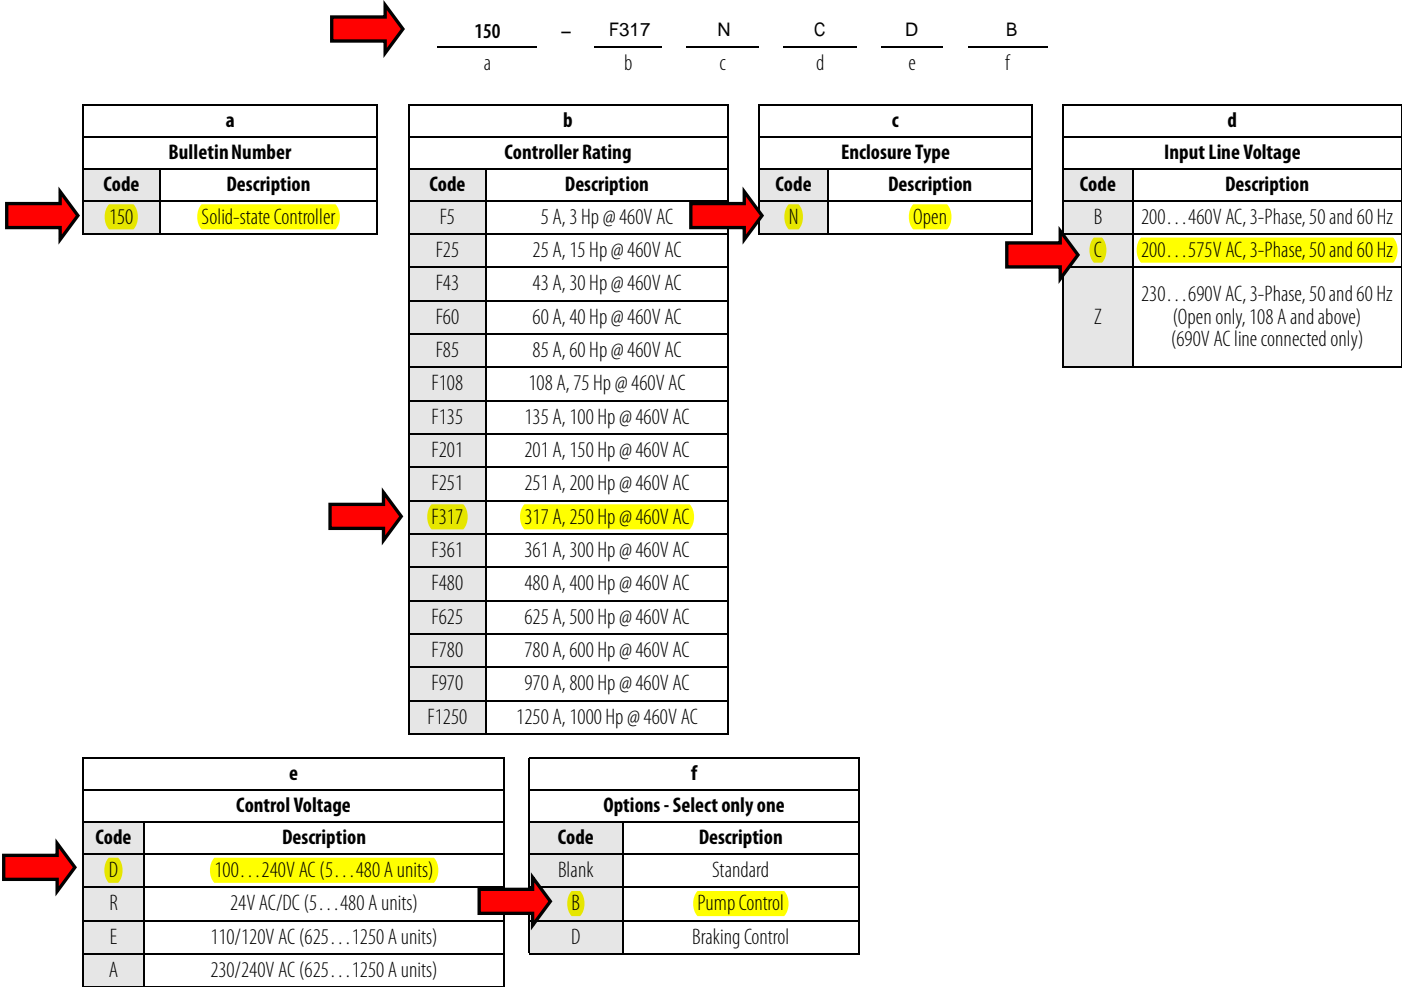 150 – F317 N C D B
a b c d e f
a
Bulletin Number
Code Description
150 Solid-state Controller
b
Controller Rating
Code Description
F5 5 A, 3 Hp @ 460V AC
F25 25 A, 15 Hp @ 460V AC
F43 43 A, 30 Hp @ 460V AC
F60 60 A, 40 Hp @ 460V AC
F85 85 A, 60 Hp @ 460V AC
F108 108 A, 75 Hp @ 460V AC
F135 135 A, 100 Hp @ 460V AC
F201 201 A, 150 Hp @ 460V AC
F251 251 A, 200 Hp @ 460V AC
F317 317 A, 250 Hp @ 460V AC
F361 361 A, 300 Hp @ 460V AC
F480 480 A, 400 Hp @ 460V AC
F625 625 A, 500 Hp @ 460V AC
F780 780 A, 600 Hp @ 460V AC
F970 970 A, 800 Hp @ 460V AC
F1250 1250 A, 1000 Hp @ 460V AC
c
Enclosure Type
Code Description
N Open
d
Input Line Voltage
Code Description
B 200...460V AC, 3-Phase, 50 and 60 Hz
C 200...575V AC, 3-Phase, 50 and 60 Hz
Z 230...690V AC, 3-Phase, 50 and 60 Hz
(Open only, 108 A and above)
(690V AC line connected only)
e
Control Voltage
Code Description
D 100...240V AC (5...480 A units)
R 24V AC/DC (5...480 A units)
E 110/120V AC (625...1250 A units)
A 230/240V AC (625...1250 A units)
f
Options - Select only one
Code Description
Blank Standard
B Pump Control
D Braking Control